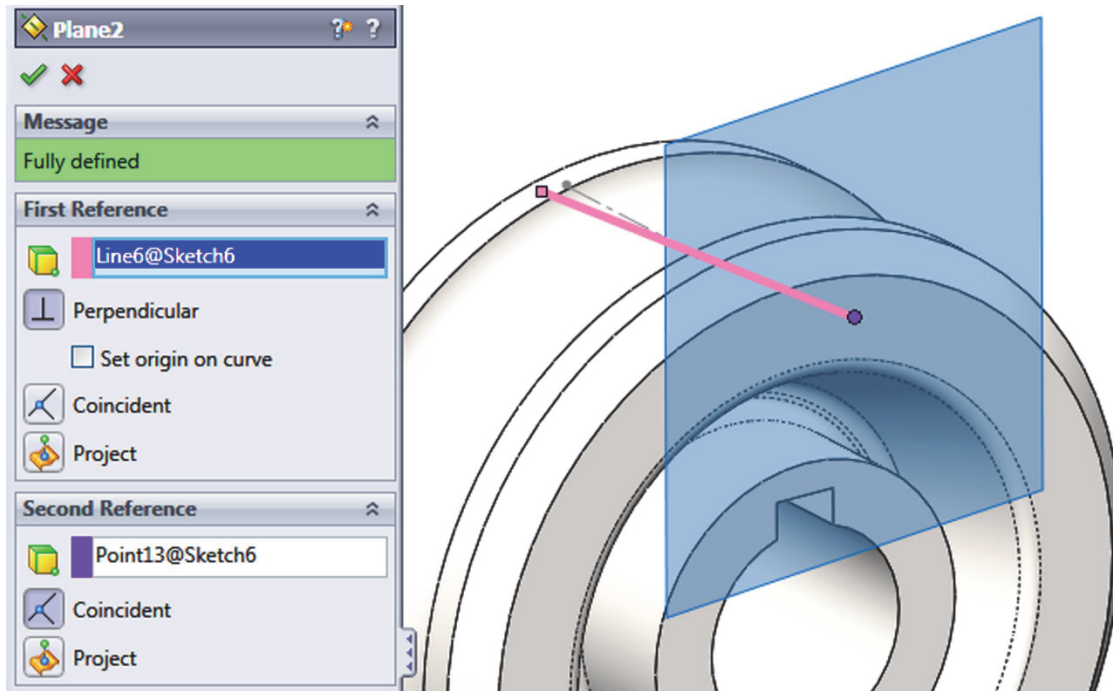 Plane2
Message
Fully defined
First Reference
Line6@Sketch6
Perpendicular
Set origin on curve
Coincident
Project
Second Reference
Point13@Sketch6
Coincident
Project